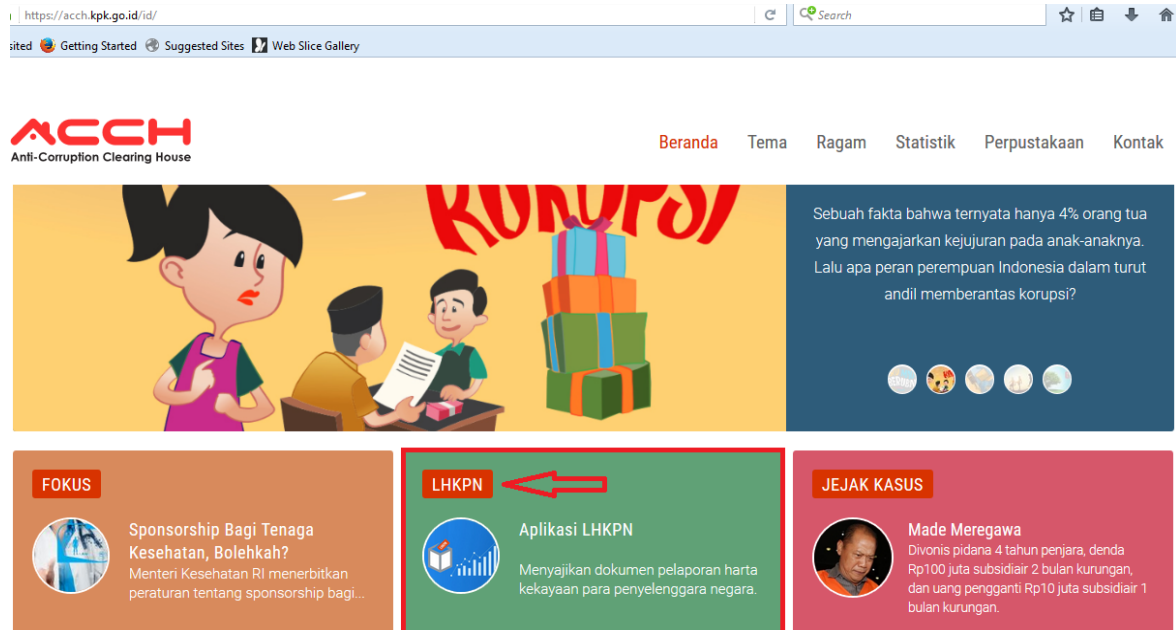 https://acch.kpk.go.id/id/
Search
sited Getting Started Suggested Sites Web Slice Gallery
ACCH
Anti-Corruption Clearing House
Beranda Tema Ragam Statistik Perpustakaan Kontak
KORUPSI
Sebuah fakta bahwa ternyata hanya 4% orang tua
yang mengajarkan kejujuran pada anak-anaknya.
Lalu apa peran perempuan Indonesia dalam turut
andil memberantas korupsi?
FOKUS
Sponsorship Bagi Tenaga
Kesehatan, Bolehkah?
Menteri Kesehatan RI menerbitkan
peraturan tentang sponsorship bagi...
LHKPN
Aplikasi LHKPN
Menyajikan dokumen pelaporan harta
kekayaan para penyelenggara negara.
JEJAK KASUS
Made Meregawa
Divonis pidana 4 tahun penjara, denda
Rp100 juta subsidiair 2 bulan kurungan,
dan uang pengganti Rp10 juta subsidiair 1
bulan kurungan.